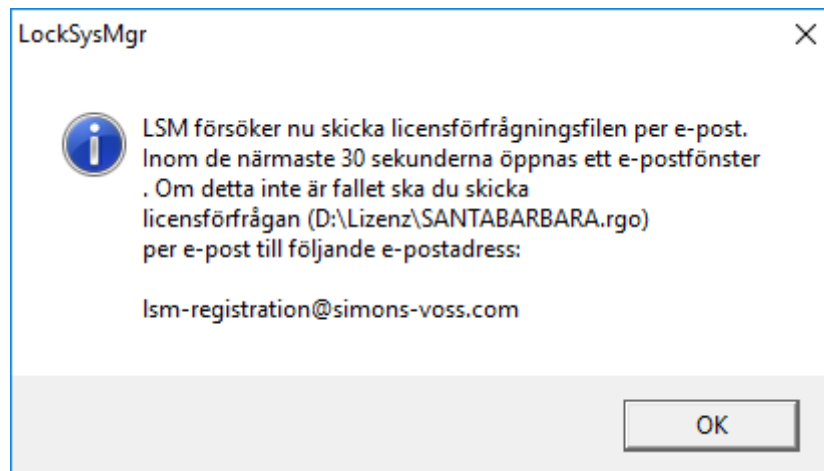 LockSysMgr
LSM försöker nu skicka licensförfrågningsfilen per e-post.
Inom de närmaste 30 sekunderna öppnas ett e-postfönster
. Om detta inte är fallet ska du skicka
licensförfrågan (D:\Lizenz\SANTABARBARA.rgo)
per e-post till följande e-postadress:
lsm-registration@simons-voss.com
OK